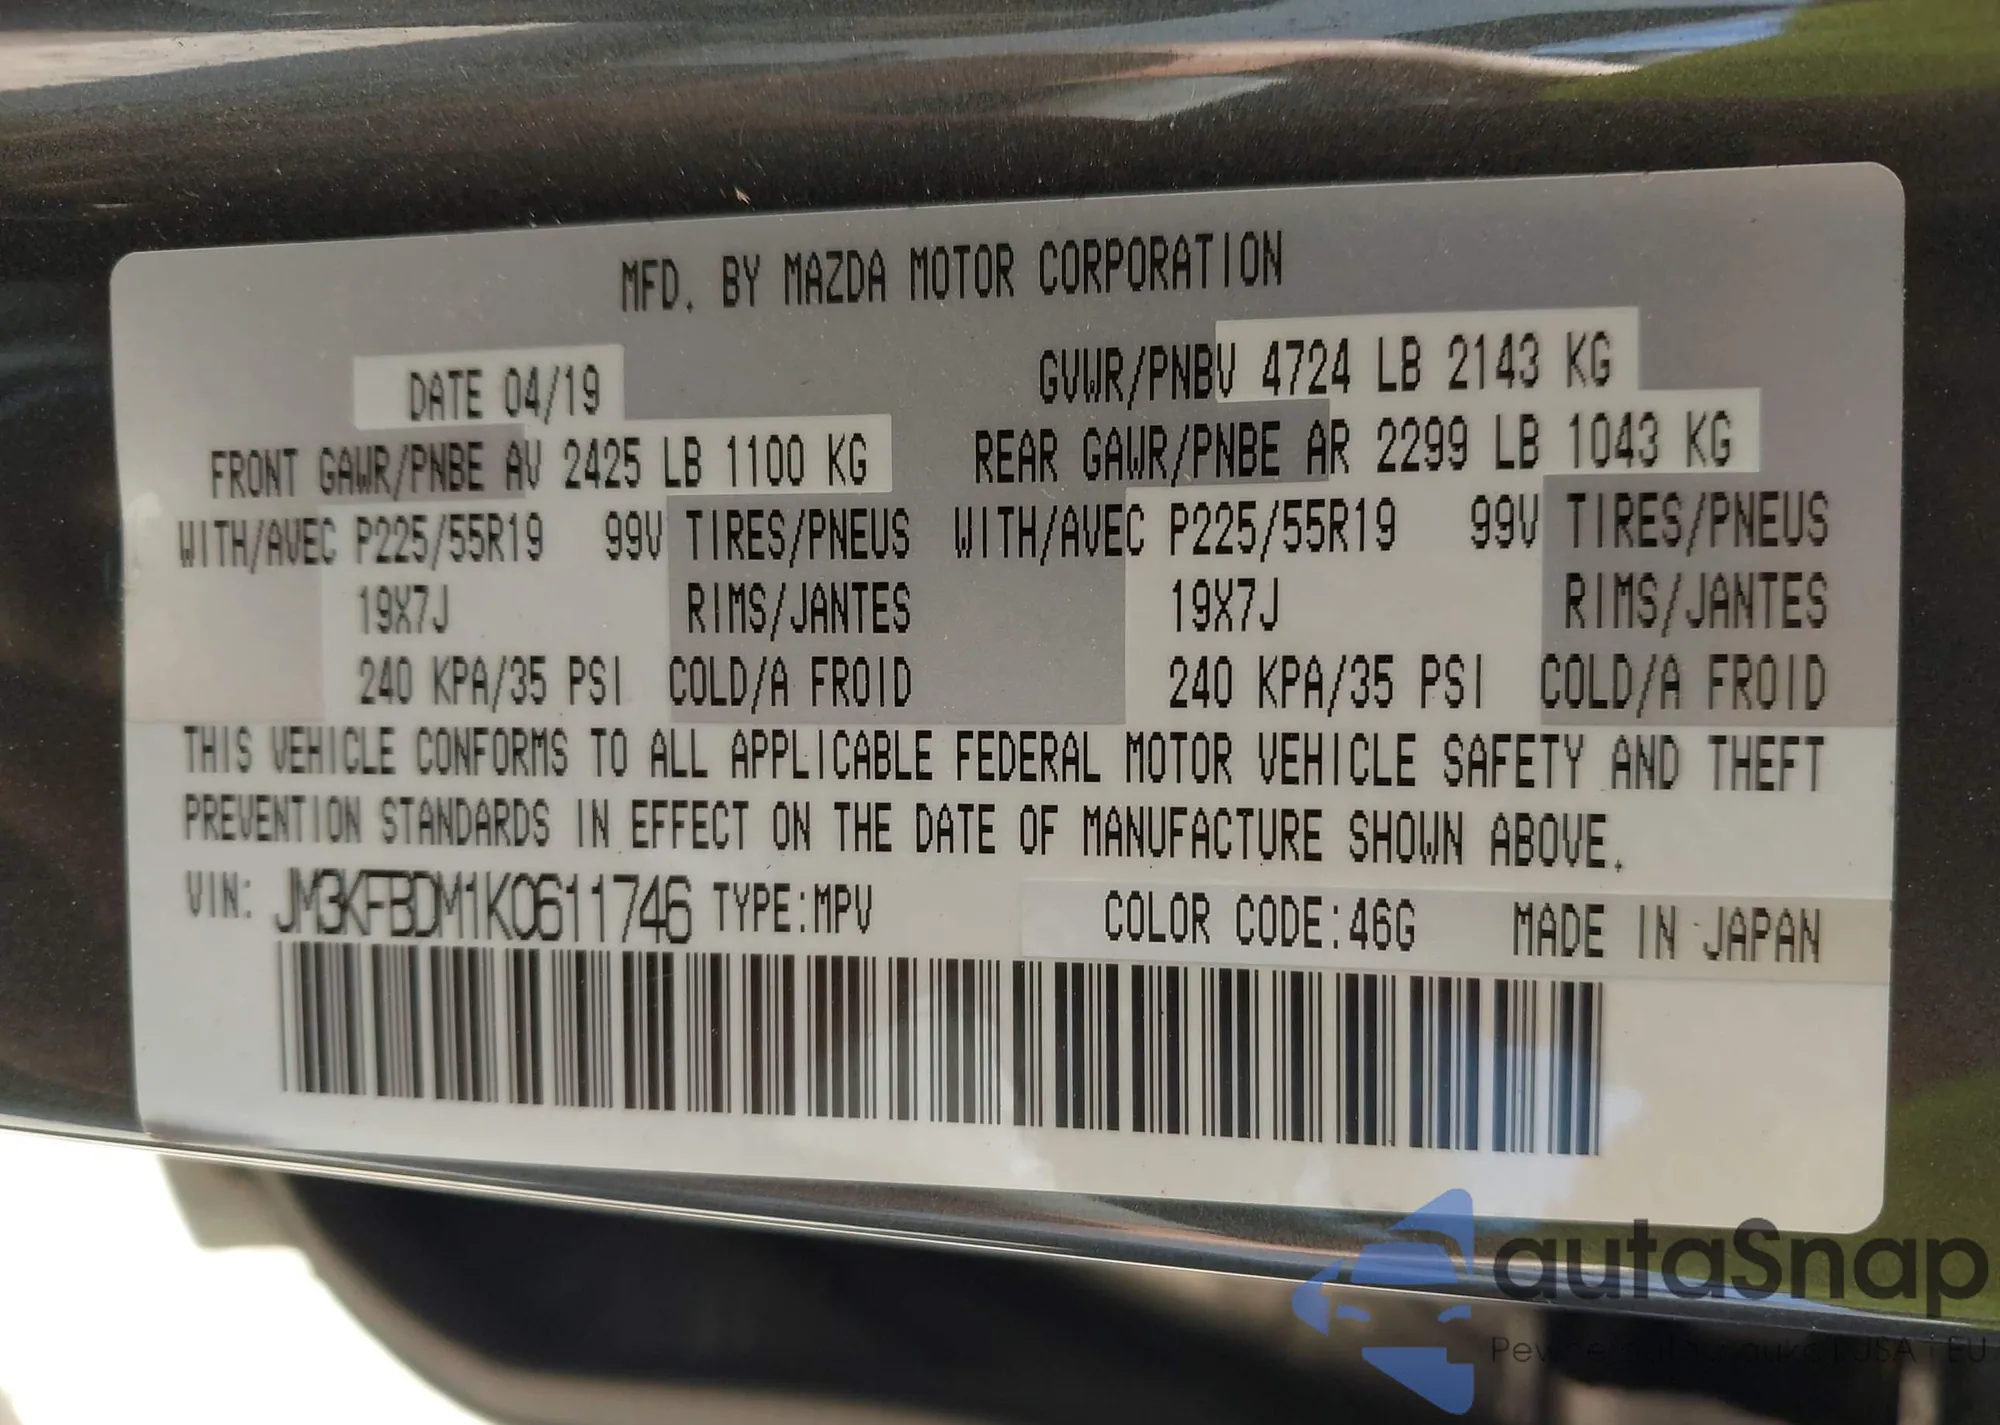 MFD. BY MAZDA MOTOR CORPORATION
DATE 04/19 GVWR/PNBV 4724 LB 2143 KG
FRONT GAWR/PNBE AV 2425 LB 1100 KG REAR GAWR/PNBE AR 2299 LB 1043 KG
WITH/AVEC P225/55R19 99V TIRES/PNEUS WITH/AVEC P225/55R19 99V TIRES/PNEUS
19X7J RIMS/JANTES 19X7J RIMS/JANTES
240 KPA/35 PSI COLD/A FROID 240 KPA/35 PSI COLD/A FROID
THIS VEHICLE CONFORMS TO ALL APPLICABLE FEDERAL MOTOR VEHICLE SAFETY AND THEFT
PREVENTION STANDARDS IN EFFECT ON THE DATE OF MANUFACTURE SHOWN ABOVE.
VIN: JM3KFBDM1K0611746 TYPE:MPV COLOR CODE:46G MADE IN JAPAN
autaSnap
USA EU